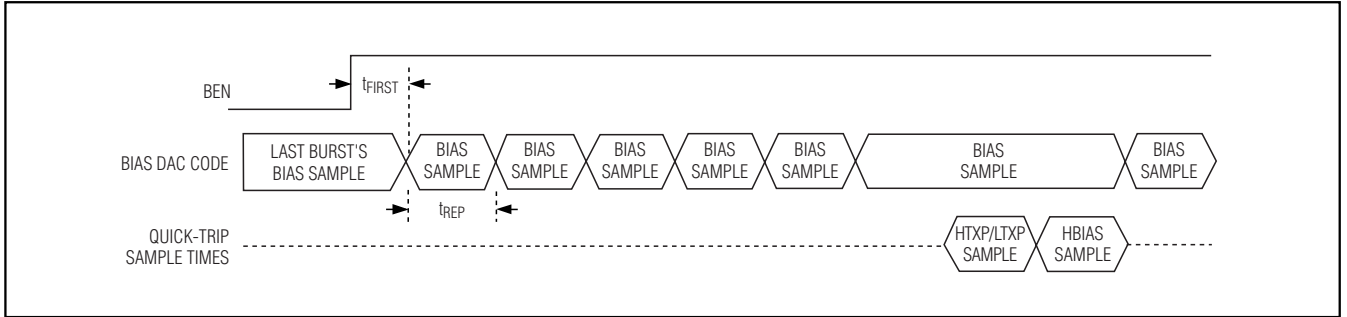 BEN
tFIRST
BIAS DAC CODE
LAST BURST'S
BIAS SAMPLE
BIAS
SAMPLE
BIAS
SAMPLE
BIAS
SAMPLE
BIAS
SAMPLE
BIAS
SAMPLE
BIAS
SAMPLE
BIAS
SAMPLE
tREP
QUICK-TRIP
SAMPLE TIMES
HTXP/LTXP
SAMPLE
HBIAS
SAMPLE